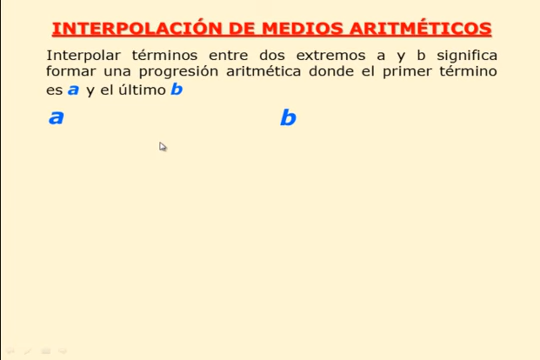 INTERPOLACIÓN DE MEDIOS ARITMÉTICOS
Interpolar términos entre dos extremos a y b significa
formar una progresión aritmética donde el primer término
es a y el último b
a b